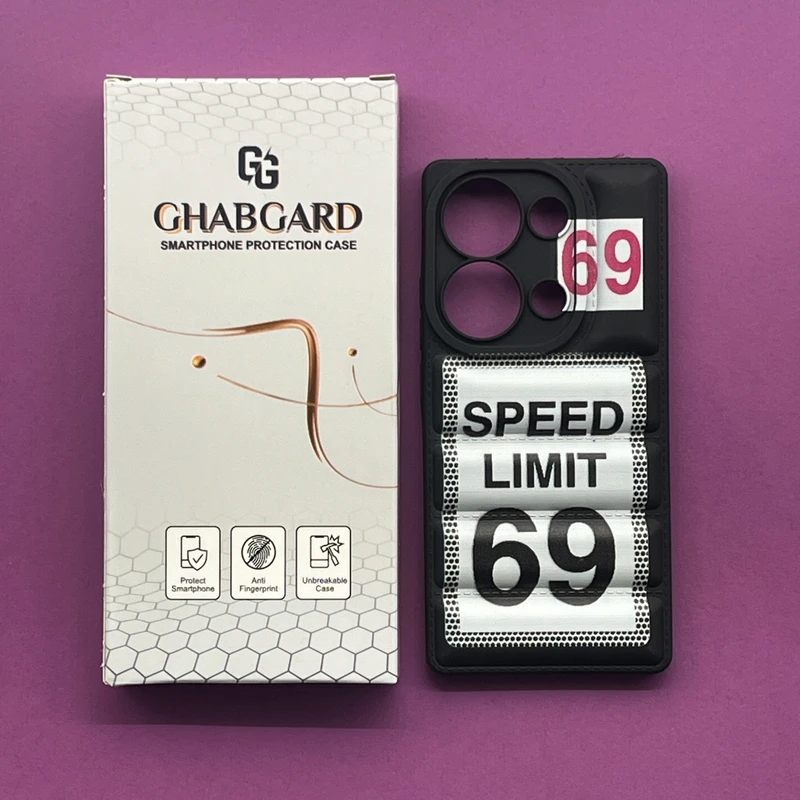 GG
GHABGARD
SMARTPHONE PROTECTION CASE
Protect
Smartphone
Anti
Fingerprint
Unbreakable
Case
69
SPEED
LIMIT
69